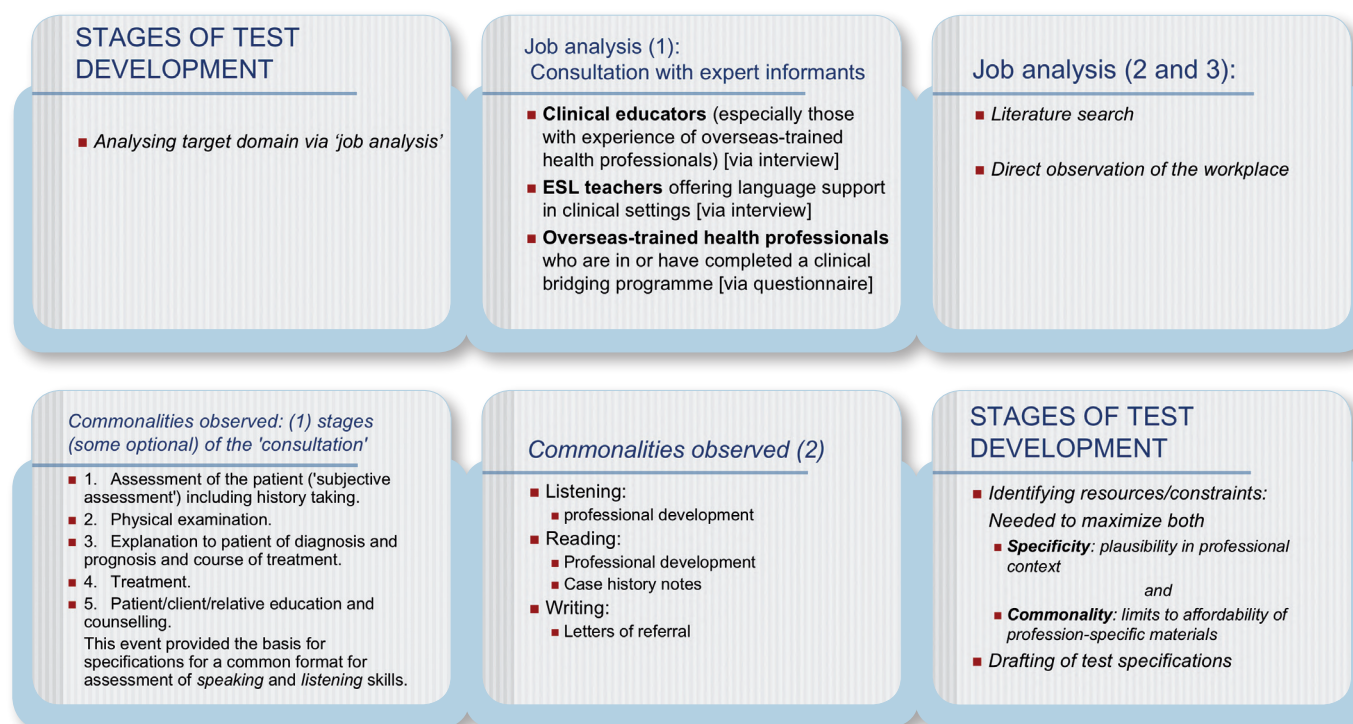 STAGES OF TEST
DEVELOPMENT
Analysing target domain via ‘job analysis’
Job analysis (1):
Consultation with expert informants
Clinical educators (especially those
with experience of overseas-trained
health professionals) [via interview]
ESL teachers offering language support
in clinical settings [via interview]
Overseas-trained health professionals
who are in or have completed a clinical
bridging programme [via questionnaire]
Job analysis (2 and 3):
Literature search
Direct observation of the workplace
Commonalities observed: (1) stages
(some optional) of the 'consultation'
1. Assessment of the patient ('subjective
assessment') including history taking.
2. Physical examination.
3. Explanation to patient of diagnosis and
prognosis and course of treatment.
4. Treatment.
5. Patient/client/relative education and
counselling.
This event provided the basis for
specifications for a common format for
assessment of speaking and listening skills.
Commonalities observed (2)
Listening:
professional development
Reading:
Professional development
Case history notes
Writing:
Letters of referral
STAGES OF TEST
DEVELOPMENT
Identifying resources/constraints:
Needed to maximize both
Specificity: plausibility in professional
context
and
Commonality: limits to affordability of
profession-specific materials
Drafting of test specifications